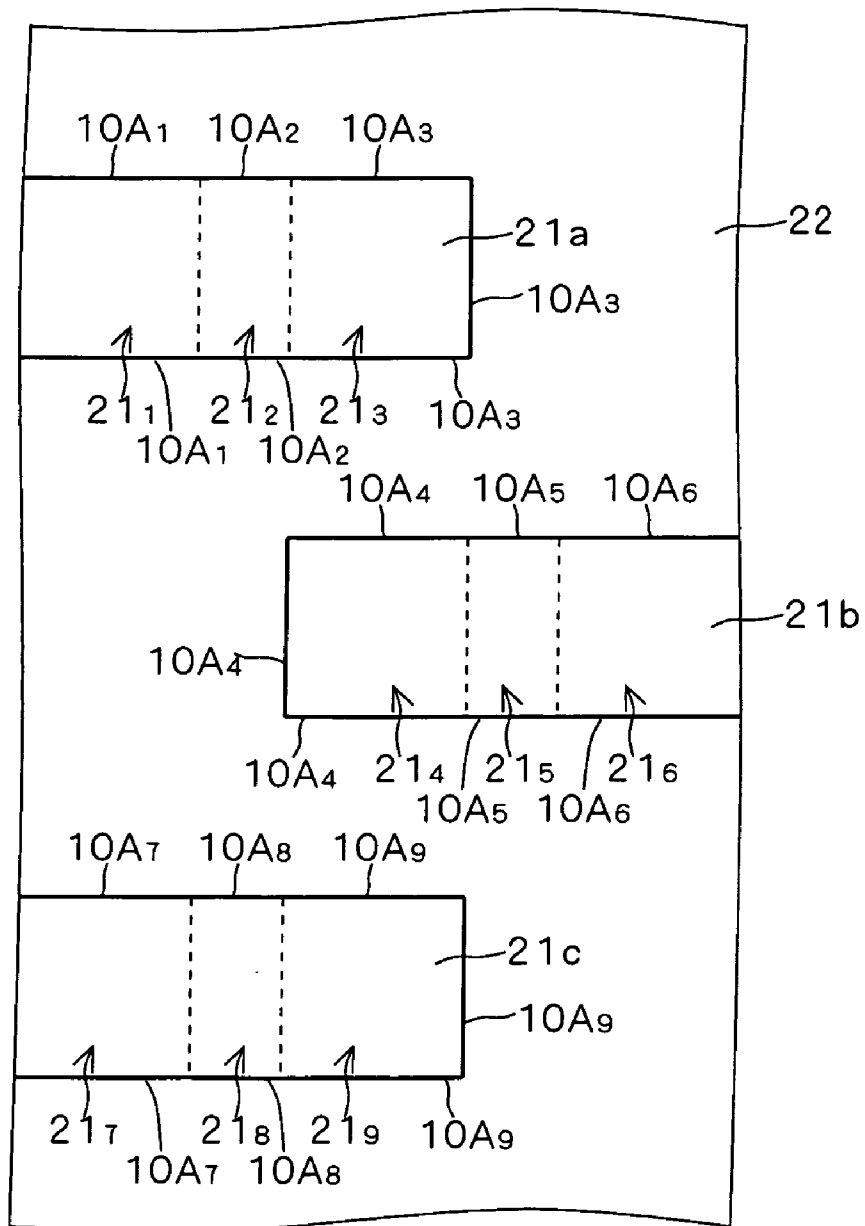 10A₁ 10A₂ 10A₃
22
21a
10A₃
21₁ 21₂ 21₃ 10A₃
10A₁ 10A₂
10A₄ 10A₅ 10A₆
21b
10A₄
10A₄ 21₄ 21₅ 21₆
10A₅ 10A₆
10A₇ 10A₈ 10A₉
21c
10A₉
21₇ 21₈ 21₉ 10A₉
10A₇ 10A₈